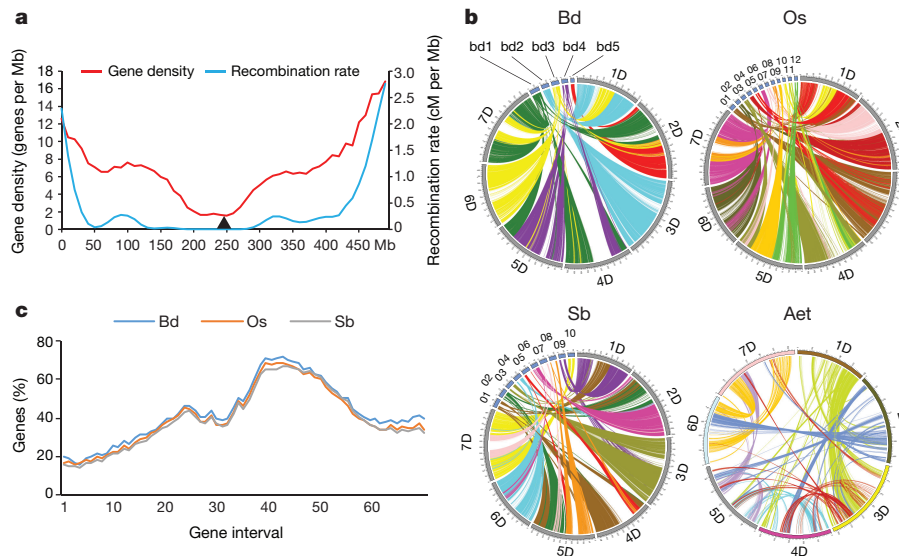 a
Gene density
Recombination rate
Gene density (genes per Mb)
18
16
14
12
10
8
6
4
2
0
3.0
2.5
2.0
1.5
1.0
0.5
0
Recombination rate (cM per Mb)
0 50 100 150 200 250 300 350 400 450 Mb
b
Bd
bd1 bd2 bd3 bd4 bd5
1D
2D
3D
4D
5D
6D
7D
Os
01 02 03 04 05 06 07 08 09 10 11 12
1D
2
3D
4D
5D
6D
7D
c
Bd Os Sb
Genes (%)
80
60
40
20
0
1 10 20 30 40 50 60
Gene interval
Sb
01 02 03 04 05 06 07 08 09 10
1D
2D
3D
4D
5D
6D
7D
Aet
1D
3D
4D
5D
6D
7D